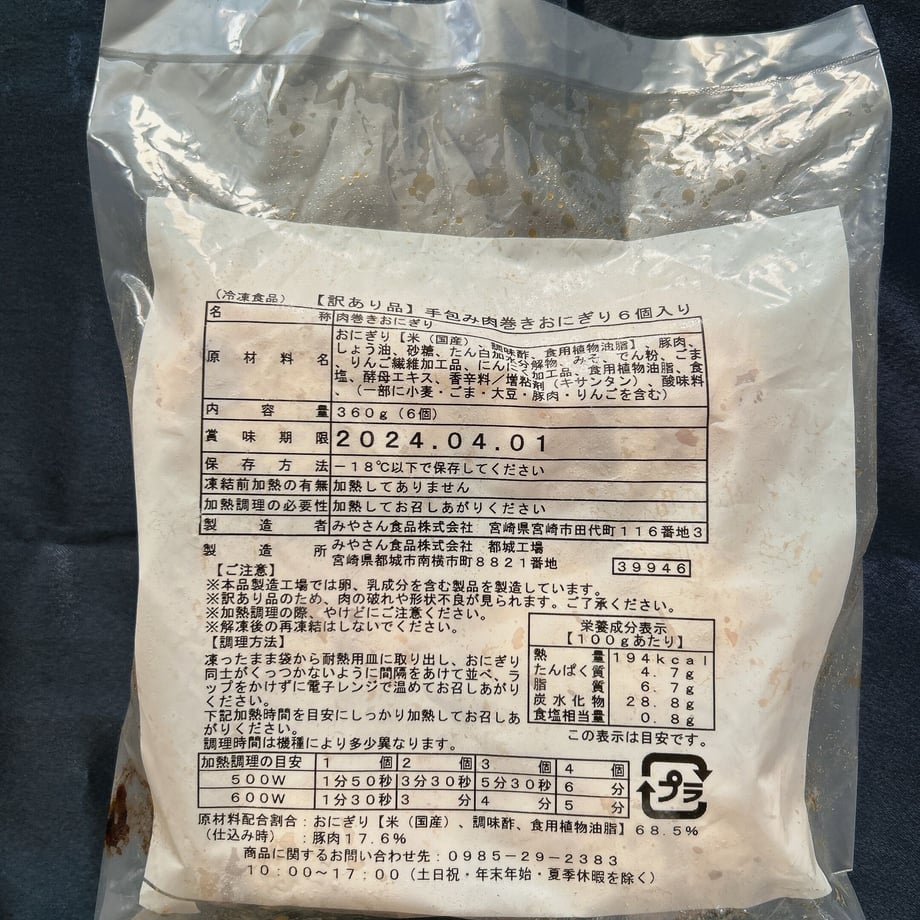 (冷凍食品) 【訳あり品】手包み肉巻きおにぎり6個入り
名称 肉巻きおにぎり
原材料名 おにぎり【米(国産)、調味酢、食用植物油脂】、豚肉、
しょう油、砂糖、たん白加水分解物、みそ、でん粉、ごま
、りんご繊維加工品、にんにく加工品、食用植物油脂、食
塩、酵母エキス、香辛料/増粘剤(キサンタン)、酸味料
、(一部に小麦・ごま・大豆・豚肉・りんごを含む)
内容量 360g(6個)
賞味期限 2024.04.01
保存方法 -18℃以下で保存してください
凍結前加熱の有無 加熱してありません
加熱調理の必要性 加熱してお召しあがりください
製造者 みやさん食品株式会社 宮崎県宮崎市田代町116番地3
製造所 みやさん食品株式会社 都城工場
宮崎県都城市南横市町8821番地
39946
【ご注意】
※本品製造工場では卵、乳成分を含む製品を製造しています。
※訳あり品のため、肉の破れや形状不良が見られます。ご了承ください。
※加熱調理の際、やけどにご注意ください。
※解凍後の再凍結はしないでください。
【調理方法】
凍ったまま袋から耐熱用皿に取り出し、おにぎり
同士がくっつかないように間隔をあけて並べ、ラ
ップをかけずに電子レンジで温めてお召しあがり
ください。
下記加熱時間を目安にしっかり加熱してお召しあ
がりください。
調理時間は機種により多少異なります。
栄養成分表示
【100gあたり】
熱量 194kcal
たんぱく質 4.7g
脂質 6.7g
炭水化物 28.8g
食塩相当量 0.8g
この表示は目安です。
加熱調理の目安 1個 2個 3個 4個
500W 1分50秒 3分30秒 5分30秒 6分
600W 1分30秒 3分 4分 5分
プラ
原材料配合割合:おにぎり【米(国産)、調味酢、食用植物油脂】68.5%
(仕込み時) :豚肉17.6%
商品に関するお問い合わせ先:0985-29-2383
10:00~17:00(土日祝・年末年始・夏季休暇を除く)